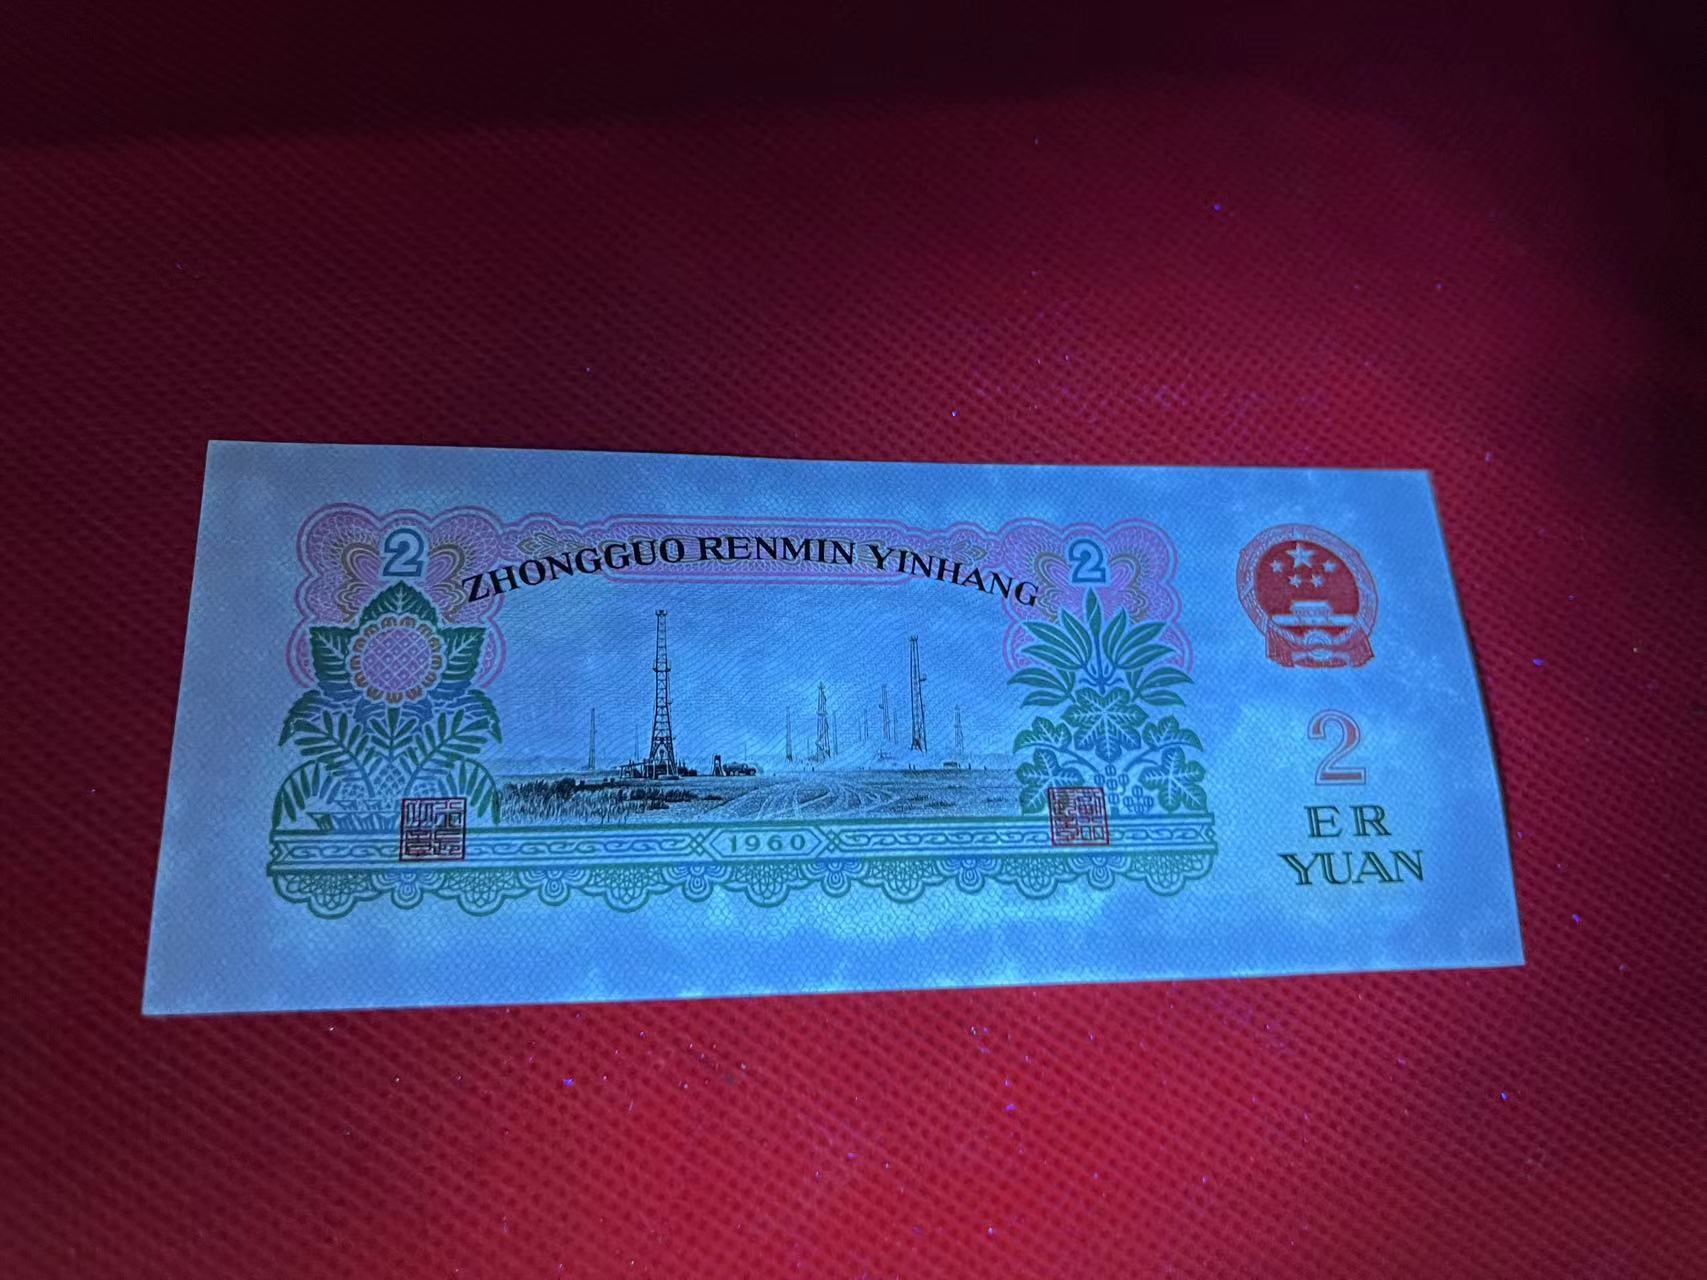 2
ZHONGGUO RENMIN YINHANG
2
2
ER
YUAN
1960